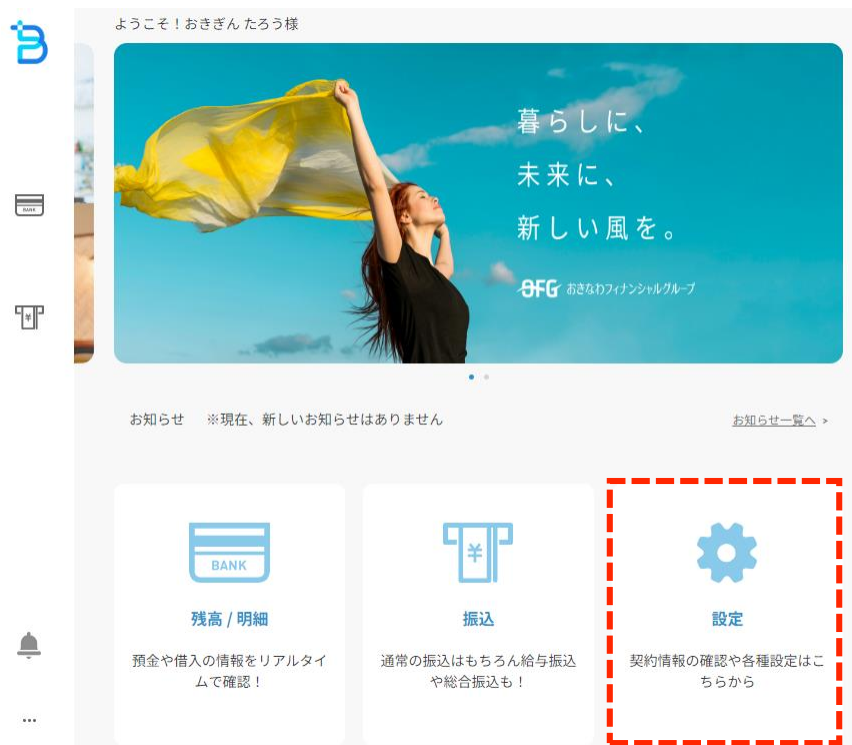 ようこそ！おきぎん たろう様
暮らしに、
未来に、
新しい風を。
OFG おきなわフィナンシャルグループ
お知らせ ※現在、新しいお知らせはありません
お知らせ一覧へ >
BANK
¥
BANK
残高 / 明細
預金や借入の情報をリアルタイ
ムで確認！
¥
振込
通常の振込はもちろん給与振込
や総合振込も！
設定
契約情報の確認や各種設定はこ
ちらから